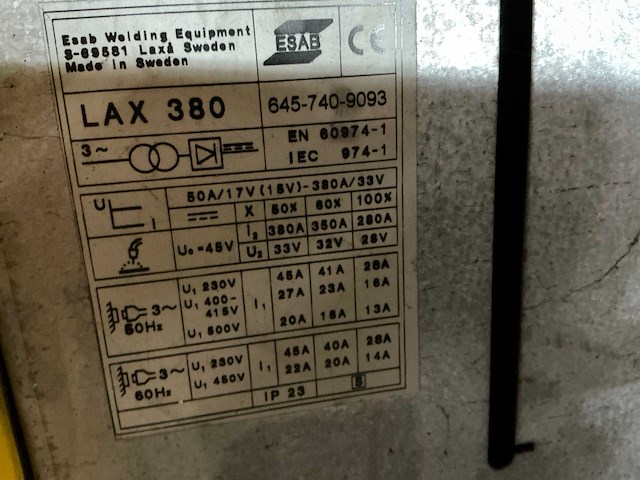 Esab Welding Equipment
S-69581 Laxå Sweden
Made in Sweden
ESAB
CE
LAX 380
645-740-9093
3~
EN 60974-1
IEC 974-1
U
I
50A/17V (15V)-380A/33V
X 50% 60% 100%
I₂ 380A 350A 280A
U₀=45V
U₂ 33V 32V 28V
3~
50Hz
U₁ 230V
U₁ 400-
415V
U₁ 500V
I₁
45A 41A 28A
27A 23A 16A
20A 18A 13A
3~
60Hz
U₁ 230V
U₁ 450V
I₁
45A 40A 28A
22A 20A 14A
IP 23
S